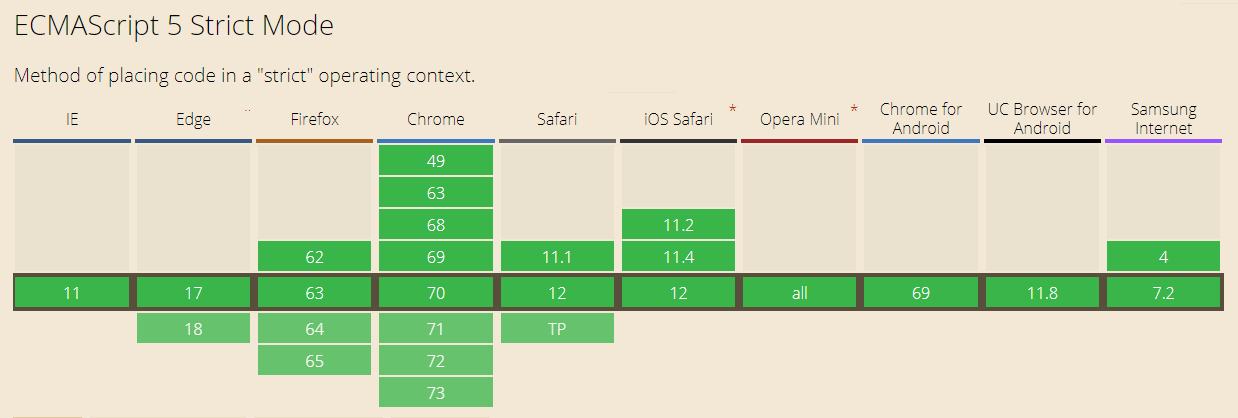 ECMAScript 5 Strict Mode
Method of placing code in a "strict" operating context.
IE Edge Firefox Chrome Safari iOS Safari * Opera Mini * Chrome for Android UC Browser for Android Samsung Internet
49
63
68 11.2
62 69 11.1 11.4 4
11 17 63 70 12 12 all 69 11.8 7.2
18 64 71 TP
65 72
73